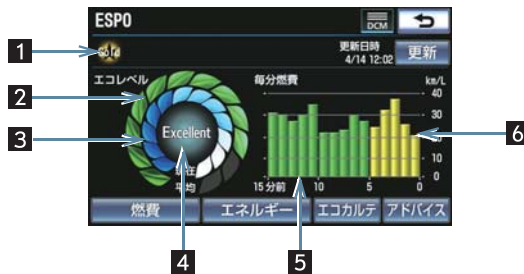 ESPO
DCM
1
Gold
更新日時
4/14 12:02
更新
エコレベル
毎分燃費
km/L
2
40
30
6
Excellent
20
3
10
現在
0
平均
15分前
10
5
0
燃費
エネルギー
エコカルテ
アドバイス
4
5